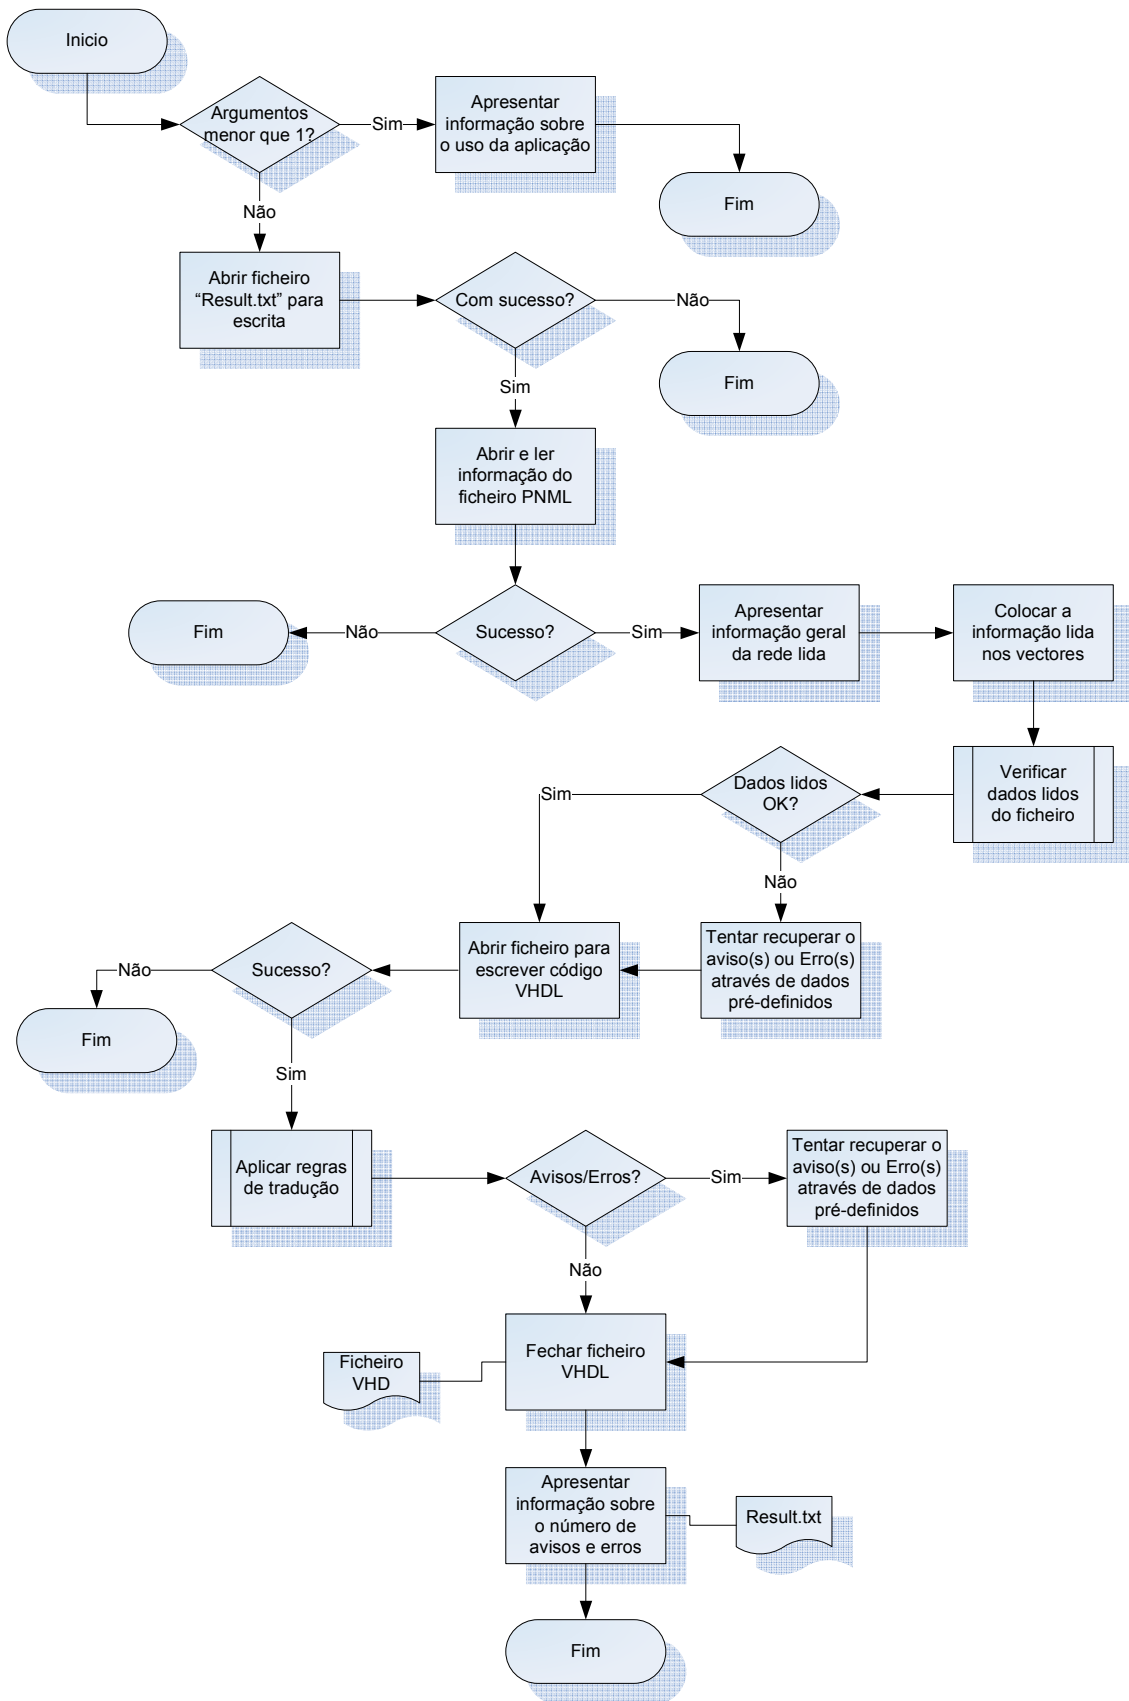 Inicio
Argumentos
menor que 1?
Sim
Apresentar
informação sobre
o uso da aplicação
Fim
Não
Abrir ficheiro
“Result.txt” para
escrita
Com sucesso?
Não
Fim
Sim
Abrir e ler
informação do
ficheiro PNML
Sucesso?
Não
Fim
Sim
Apresentar
informação geral
da rede lida
Colocar a
informação lida
nos vectores
Verificar
dados lidos
do ficheiro
Dados lidos
OK?
Sim
Não
Tentar recuperar o
aviso(s) ou Erro(s)
através de dados
pré-definidos
Abrir ficheiro para
escrever código
VHDL
Sucesso?
Não
Fim
Sim
Aplicar regras
de tradução
Avisos/Erros?
Sim
Tentar recuperar o
aviso(s) ou Erro(s)
através de dados
pré-definidos
Não
Fechar ficheiro
VHDL
Ficheiro
VHD
Apresentar
informação sobre
o número de
avisos e erros
Result.txt
Fim